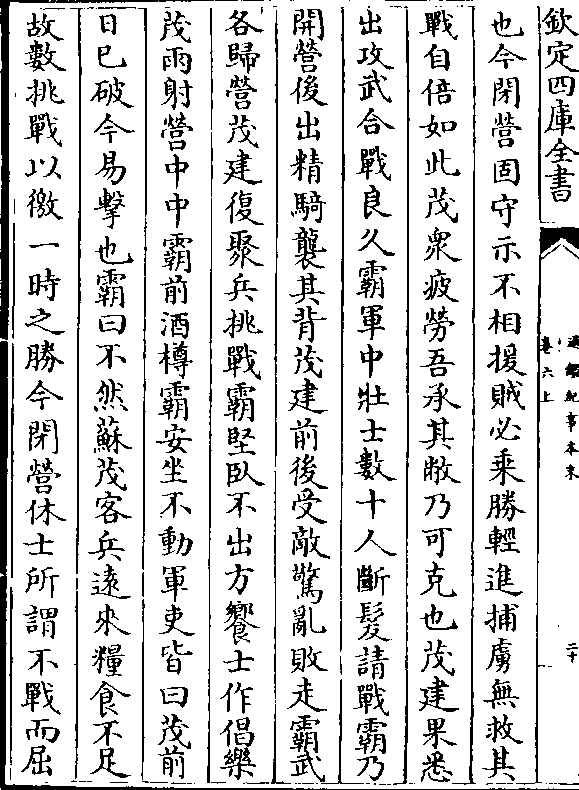 欽定四庫全書
通鑑紀事本末
卷六上
二十
也今閉營固守示不相援賊必乘勝輕進捕虜無救其
戰自倍如此茂衆疲勞吾承其敝乃可克也茂建果悉
出攻武合戰良久霸軍中壯士數十人斷髮請戰霸乃
開營後出精騎襲其背茂建前後受敵驚亂敗走霸武
各歸營茂建復聚兵挑戰霸堅臥不出方饗士作倡樂
茂雨射營中中霸前酒樽霸安坐不動軍吏皆曰茂前
日已破今易擊也霸曰不然蘇茂客兵遠來糧食不足
故數挑戰以徼一時之勝今閉營休士所謂不戰而屈